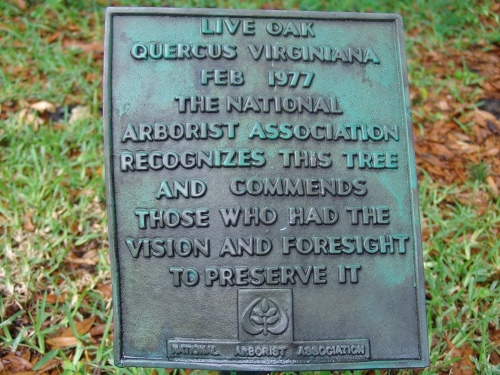 LIVE OAK
QUERCUS VIRGINIANA
FEB 1977
THE NATIONAL
ARBORIST ASSOCIATION
RECOGNIZES THIS TREE
AND COMMENDS
THOSE WHO HAD THE
VISION AND FORESIGHT
TO PRESERVE IT
NATIONAL ARBORIST ASSOCIATION